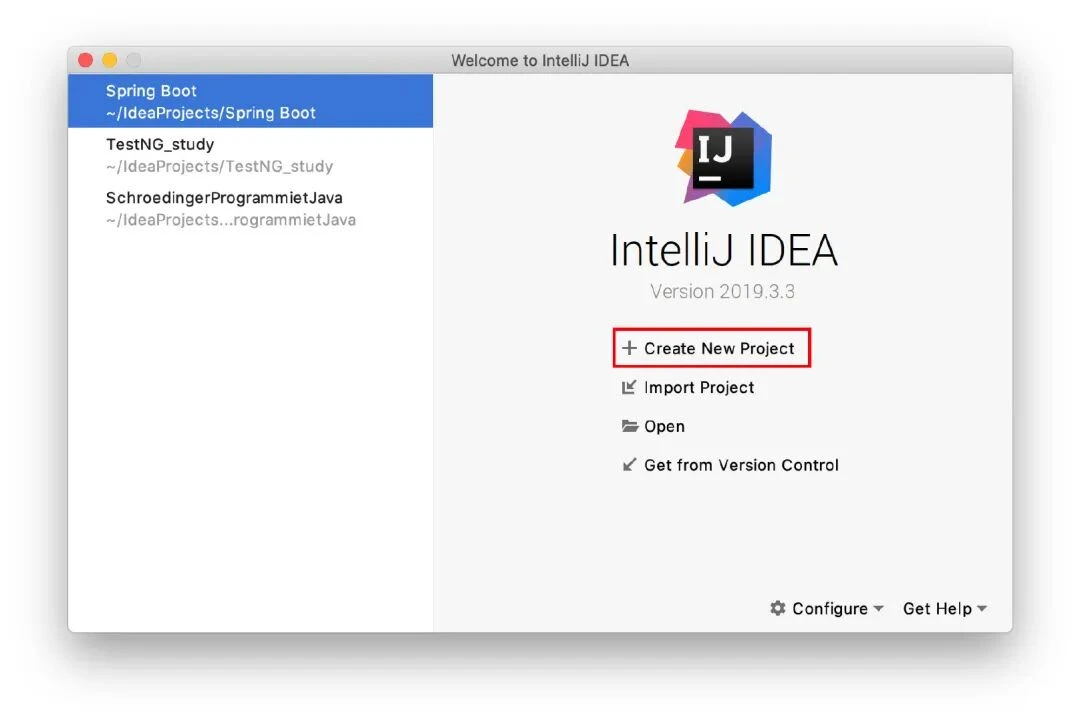 Welcome to IntelliJ IDEA
Spring Boot
~/IdeaProjects/Spring Boot
TestNG_study
~/IdeaProjects/TestNG_study
SchroedingerProgrammietJava
~/IdeaProjects...rogrammietJava
IJ
IntelliJ IDEA
Version 2019.3.3
Create New Project
Import Project
Open
Get from Version Control
Configure
Get Help